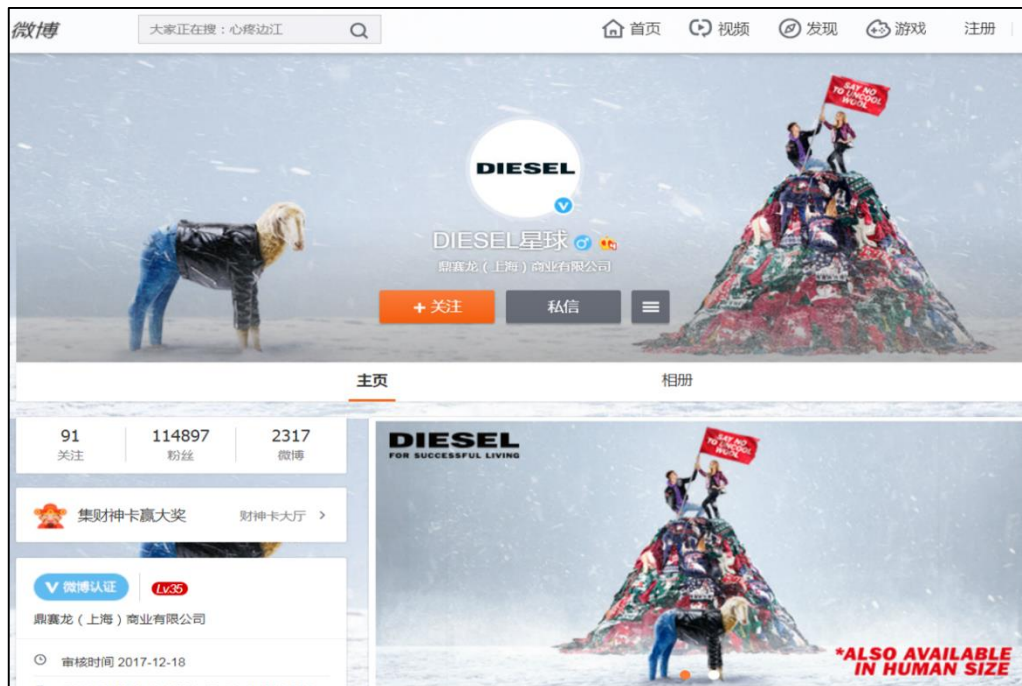 微博
大家正在搜：心疼边江
首页
视频
发现
游戏
注册
SAY NO
TO UNCOOL
WOOL
DIESEL
DIESEL星球
鼎赛龙（上海）商业有限公司
+ 关注
私信
主页
相册
91
关注
114897
粉丝
2317
微博
集财神卡赢大奖
财神卡大厅 >
V 微博认证
Lv.35
鼎赛龙（上海）商业有限公司
审核时间 2017-12-18
DIESEL
FOR SUCCESSFUL LIVING
SAY NO
TO UNCOOL
WOOL
*ALSO AVAILABLE
IN HUMAN SIZE